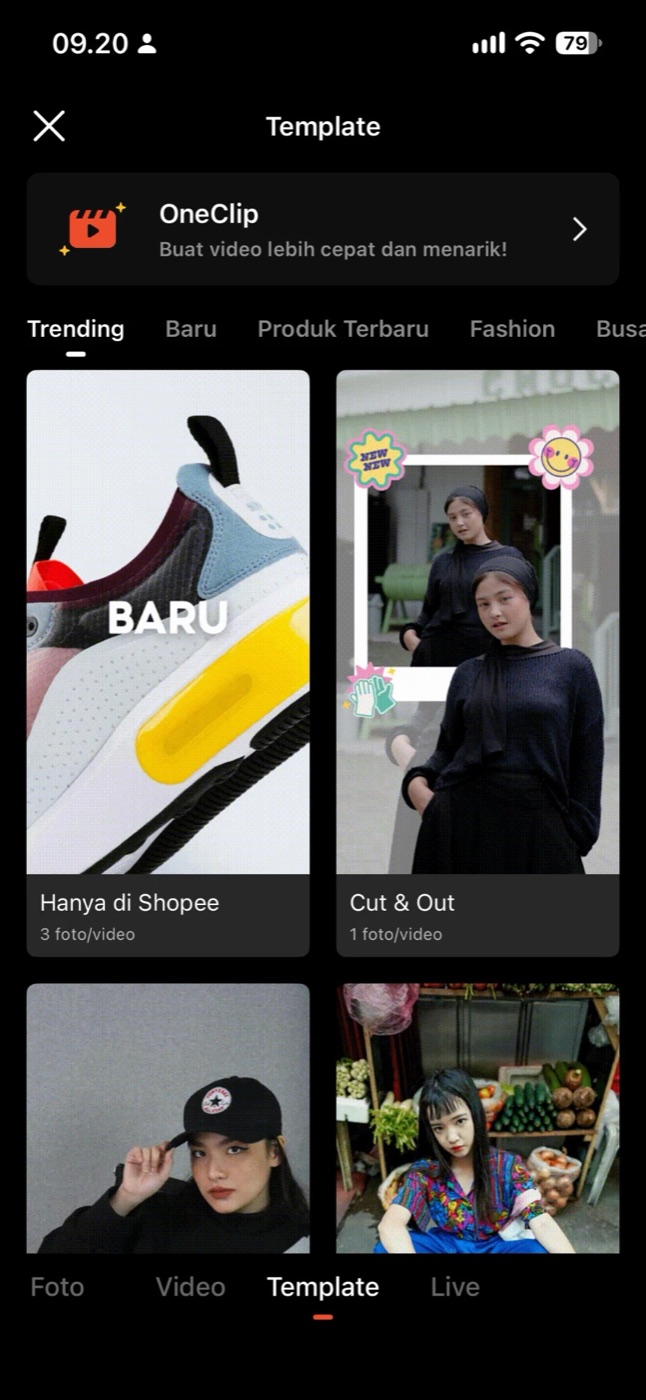 09.20
79
Template
OneClip
Buat video lebih cepat dan menarik!
Trending Baru Produk Terbaru Fashion Busa
BARU
NEW
NEW
Hanya di Shopee
3 foto/video
Cut & Out
1 foto/video
Foto Video Template Live